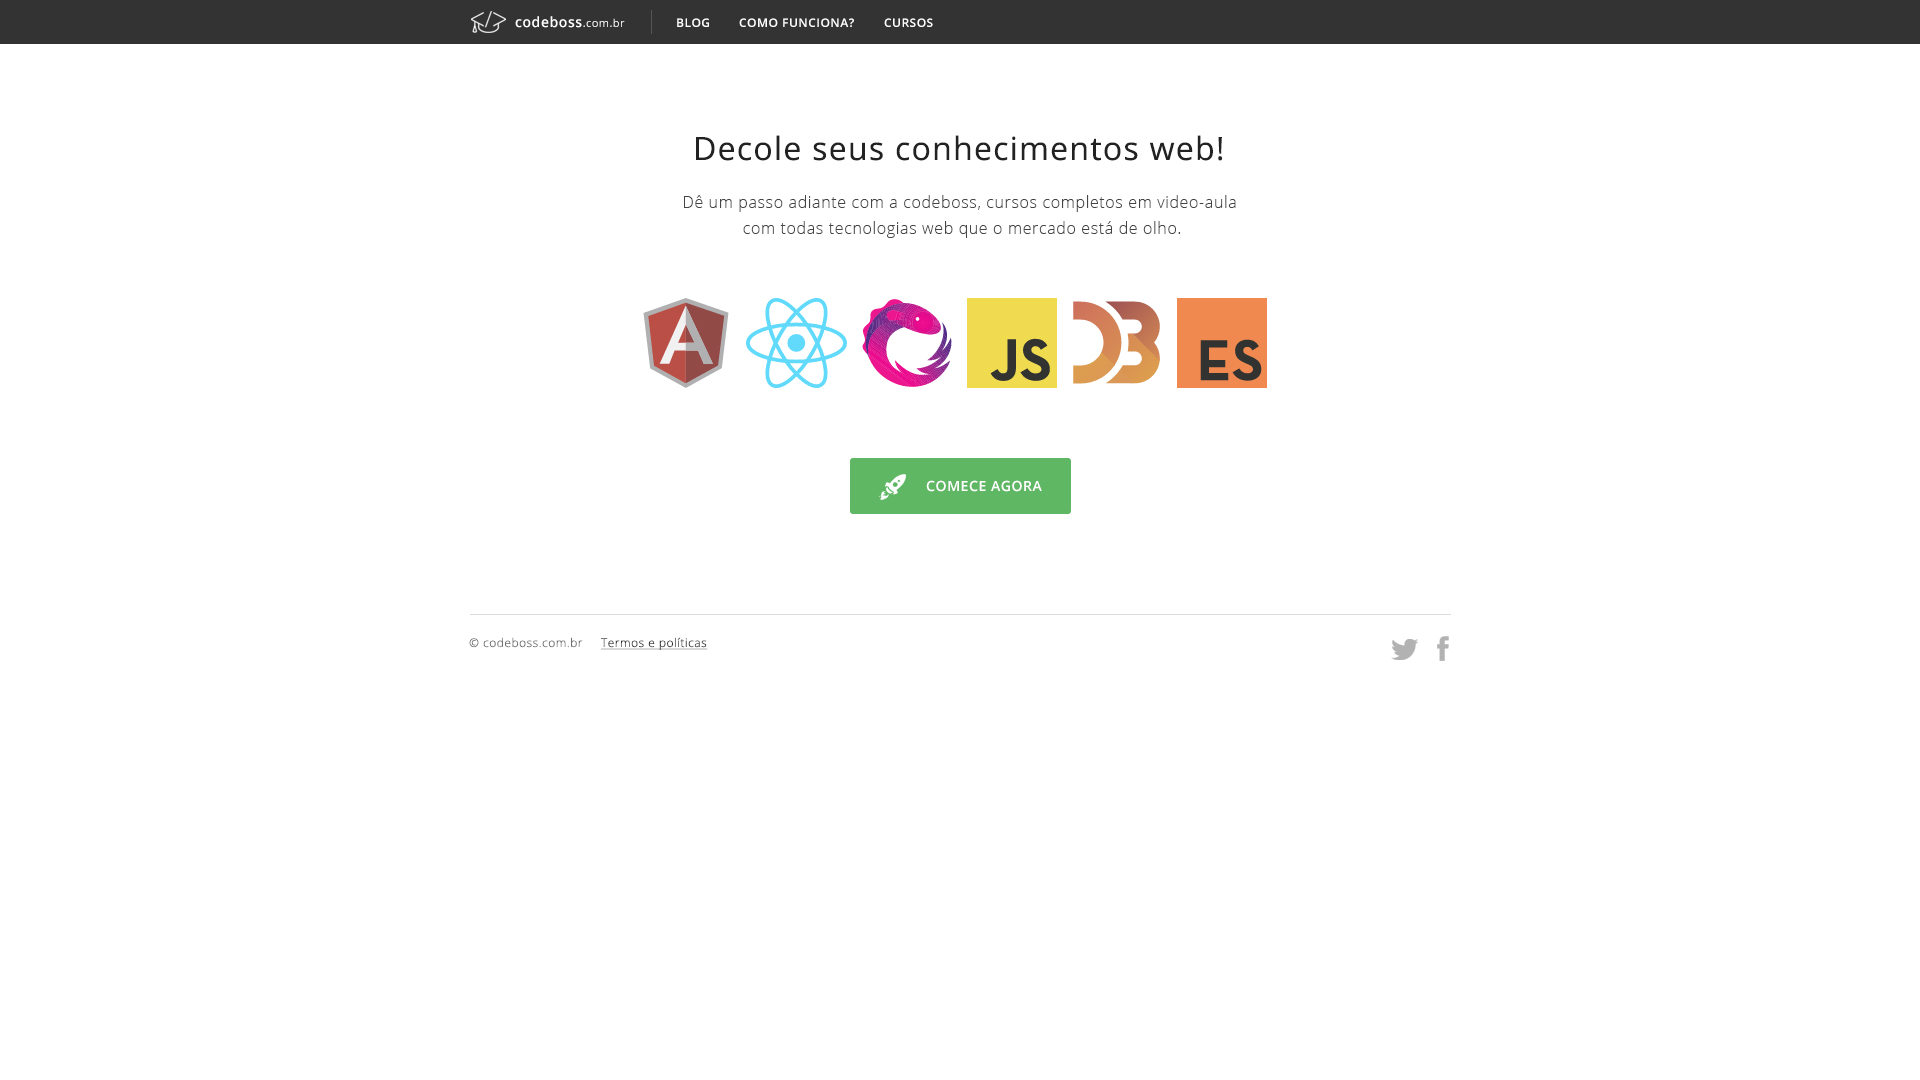 codeboss.com.br
BLOG
COMO FUNCIONA?
CURSOS
Decole seus conhecimentos web!
Dê um passo adiante com a codeboss, cursos completos em video-aula
com todas tecnologias web que o mercado está de olho.
A
JS
D3
ES
COMECE AGORA
© codeboss.com.br
Termos e políticas